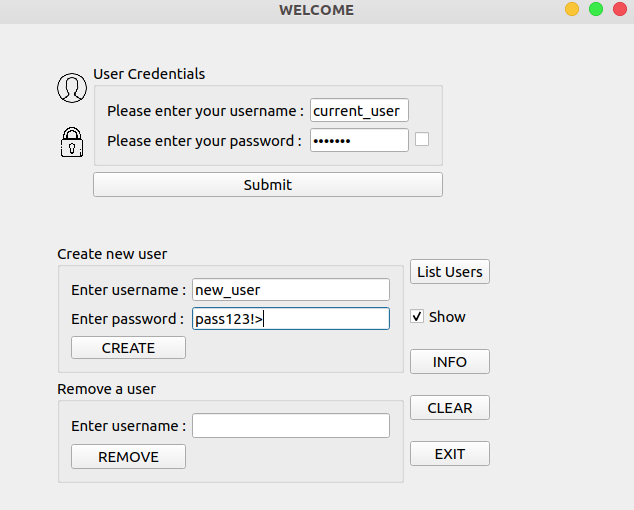 WELCOME
User Credentials
Please enter your username : current_user
Please enter your password : •••••••
Submit
Create new user
List Users
Enter username : new_user
Enter password : pass123!>
Show
CREATE
INFO
Remove a user
CLEAR
Enter username :
REMOVE
EXIT